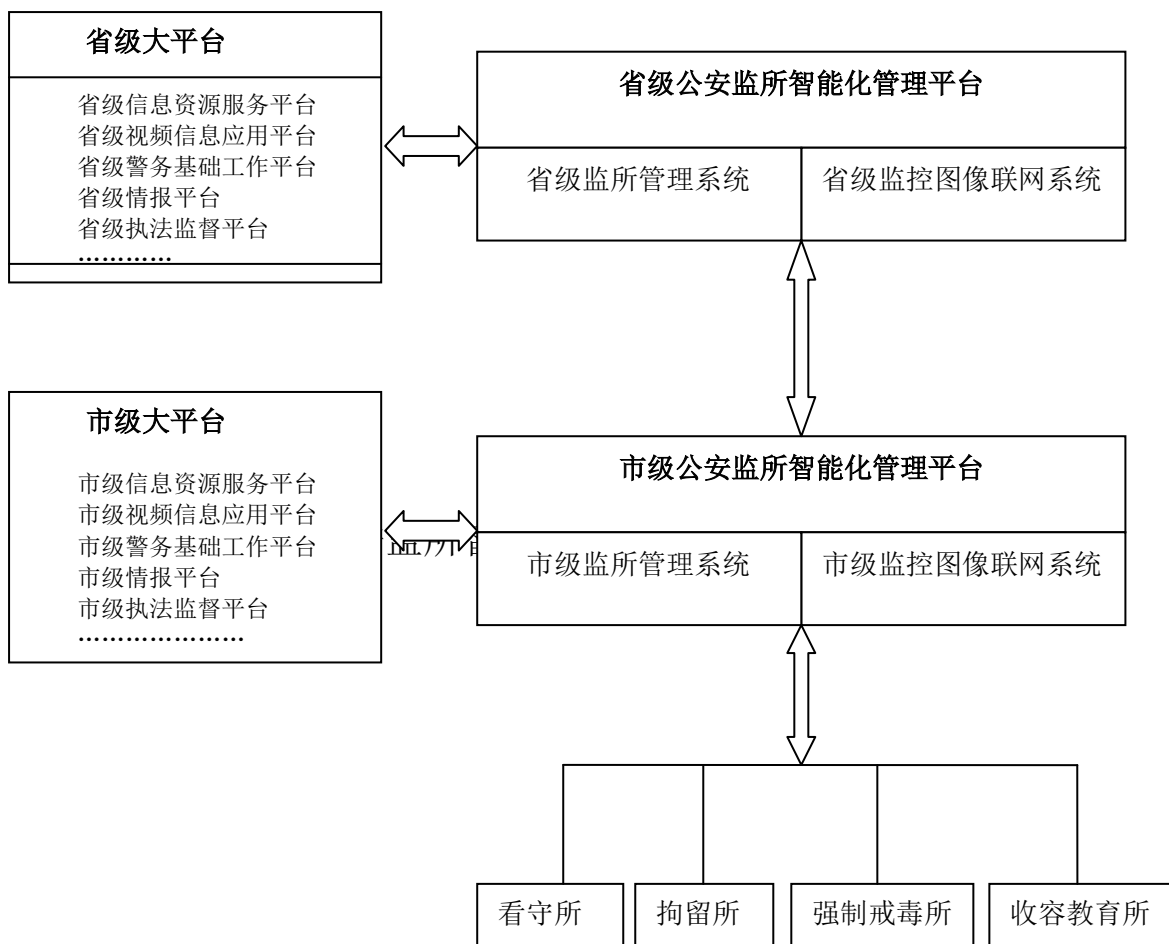 省级大平台
省级信息资源服务平台
省级视频信息应用平台
省级警务基础工作平台
省级情报平台
省级执法监督平台
…………
省级公安监所智能化管理平台
省级监所管理系统
省级监控图像联网系统
市级大平台
市级信息资源服务平台
市级视频信息应用平台
市级警务基础工作平台
市级情报平台
市级执法监督平台
…………………
市级公安监所智能化管理平台
监所
市级监所管理系统
市级监控图像联网系统
看守所
拘留所
强制戒毒所
收容教育所